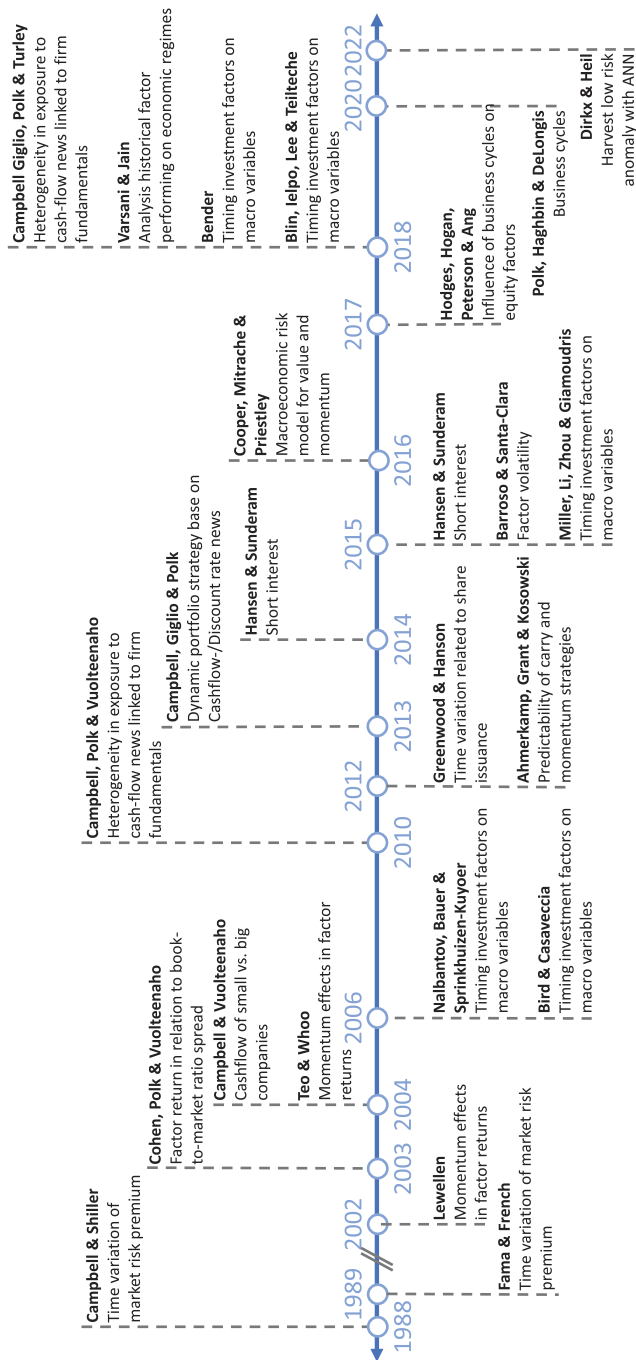 Campbell & Shiller
Time variation of
market risk premium
Cohen, Polk & Vuolteenaho
Factor return in relation to book-
to-market ratio spread
Campbell & Vuolteenaho
Cashflow of small vs. big
companies
Teo & Whoo
Momentum effects in factor
returns
Campbell, Polk & Vuolteenaho
Heterogeneity in exposure to
cash-flow news linked to firm
fundamentals
Campbell, Giglio & Polk
Dynamic portfolio strategy base on
Cashflow-/Discount rate news
Hansen & Sunderam
Short interest
Cooper, Mitrache &
Priestley
Macroeconomic risk
model for value and
momentum
Campbell Giglio, Polk & Turley
Heterogeneity in exposure to
cash-flow news linked to firm
fundamentals
Varsani & Jain
Analysis historical factor
performing on economic regimes
Bender
Timing investment factors on
macro variables
Blin, Ielpo, Lee & Teilteche
Timing investment factors on
macro variables
1988
1989
2002
2003
2004
2006
2010
2012
2013
2014
2015
2016
2017
2018
2020
2022
Fama & French
Time variation of market risk
premium
Lewellen
Momentum effects
in factor returns
Nalbantov, Bauer &
Sprinkhuizen-Kuyoer
Timing investment factors on
macro variables
Bird & Casaveccia
Timing investment factors on
macro variables
Greenwood & Hanson
Time variation related to share
issuance
Ahmerkamp, Grant & Kosowski
Predictability of carry and
momentum strategies
Hansen & Sunderam
Short interest
Barroso & Santa-Clara
Factor volatility
Miller, Li, Zhou & Giamoudris
Timing investment factors on
macro variables
Hodges, Hogan,
Peterson & Ang
Influence of business cycles on
equity factors
Polk, Haghbin & DeLongis
Business cycles
Dirkx & Heil
Harvest low risk
anomaly with ANN